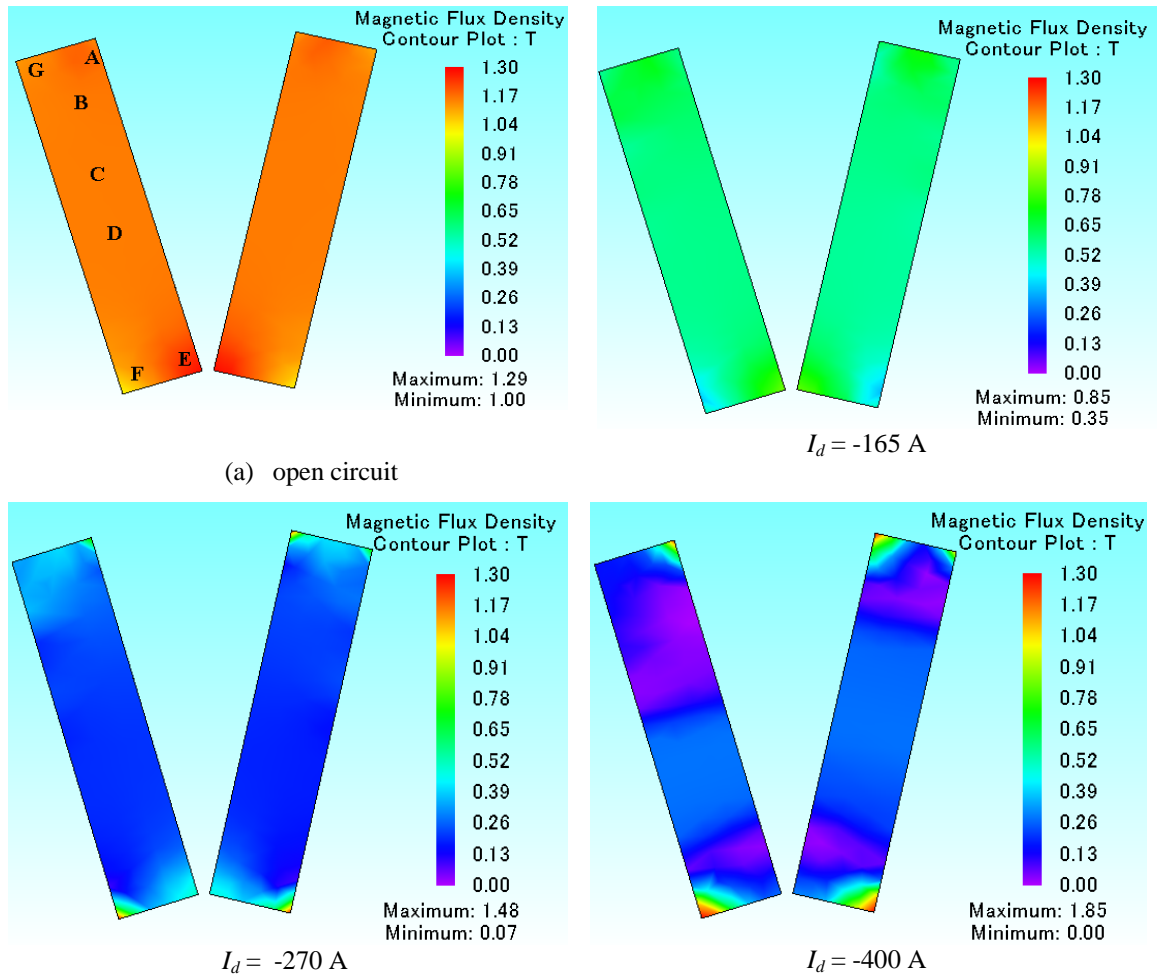 Magnetic Flux Density
Contour Plot : T
1.30
1.17
1.04
0.91
0.78
0.65
0.52
0.39
0.26
0.13
0.00
Maximum: 1.29
Minimum: 1.00
G
A
B
C
D
E
F
(a) open circuit
Magnetic Flux Density
Contour Plot : T
1.30
1.17
1.04
0.91
0.78
0.65
0.52
0.39
0.26
0.13
0.00
Maximum: 0.85
Minimum: 0.35
I_d = -165 A
Magnetic Flux Density
Contour Plot : T
1.30
1.17
1.04
0.91
0.78
0.65
0.52
0.39
0.26
0.13
0.00
Maximum: 1.48
Minimum: 0.07
I_d = -270 A
Magnetic Flux Density
Contour Plot : T
1.30
1.17
1.04
0.91
0.78
0.65
0.52
0.39
0.26
0.13
0.00
Maximum: 1.85
Minimum: 0.00
I_d = -400 A